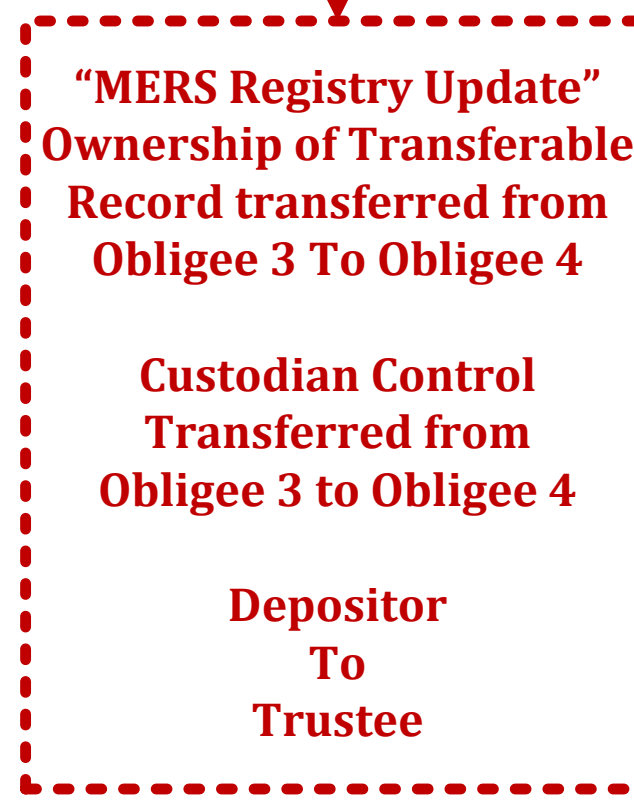 “MERS Registry Update”
Ownership of Transferable
Record transferred from
Obligee 3 To Obligee 4
Custodian Control
Transferred from
Obligee 3 to Obligee 4
Depositor
To
Trustee